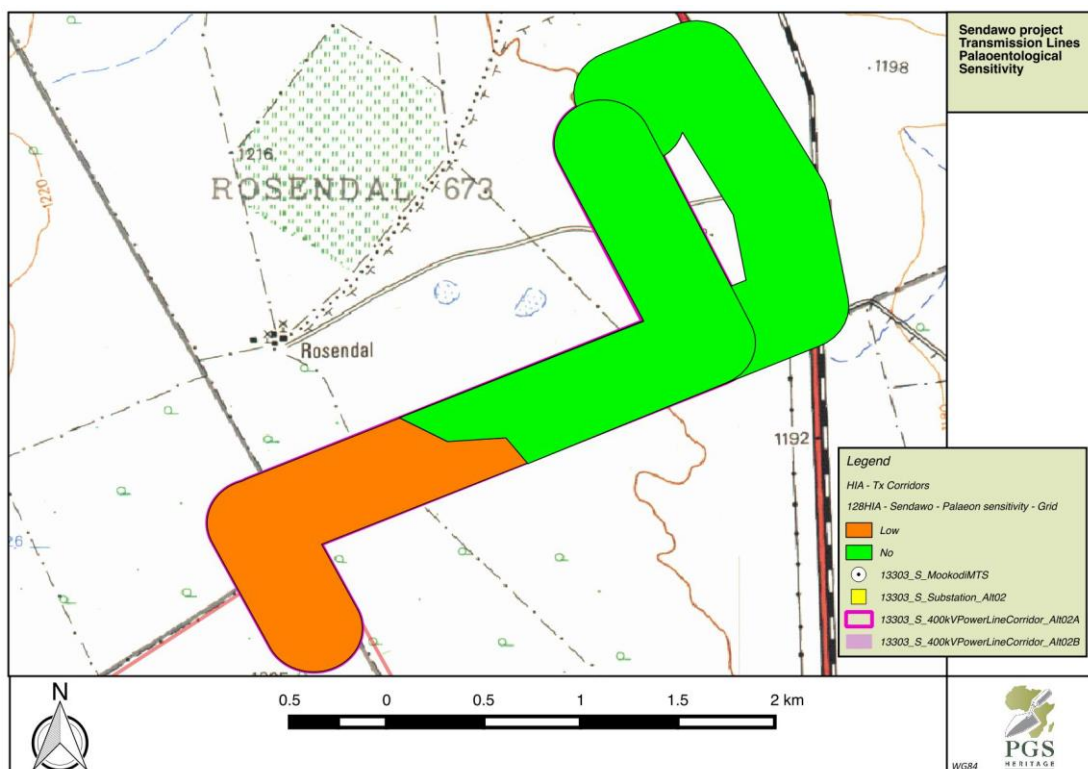 Sendawo project
Transmission Lines
Palaoentological
Sensitivity
1198
1216
ROSENDAL 673
1220
Rosendal
1192
Legend
HIA - Tx Corridors
128HIA - Sendawo - Palaeon sensitivity - Grid
Low
No
13303_S_MookodiMTS
13303_S_Substation_Alt02
13303_S_400kVPowerLineCorridor_Alt02A
13303_S_400kVPowerLineCorridor_Alt02B
N
0.5 0 0.5 1 1.5 2 km
PGS
HERITAGE
WG84